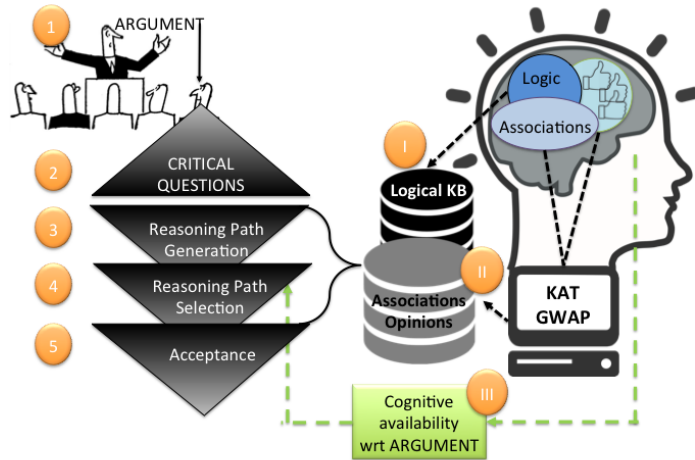 1
ARGUMENT
2
CRITICAL
QUESTIONS
3
Reasoning Path
Generation
4
Reasoning Path
Selection
5
Acceptance
Logic
Associations
I
Logical KB
II
Associations
Opinions
KAT
GWAP
III
Cognitive
availability
wrt ARGUMENT